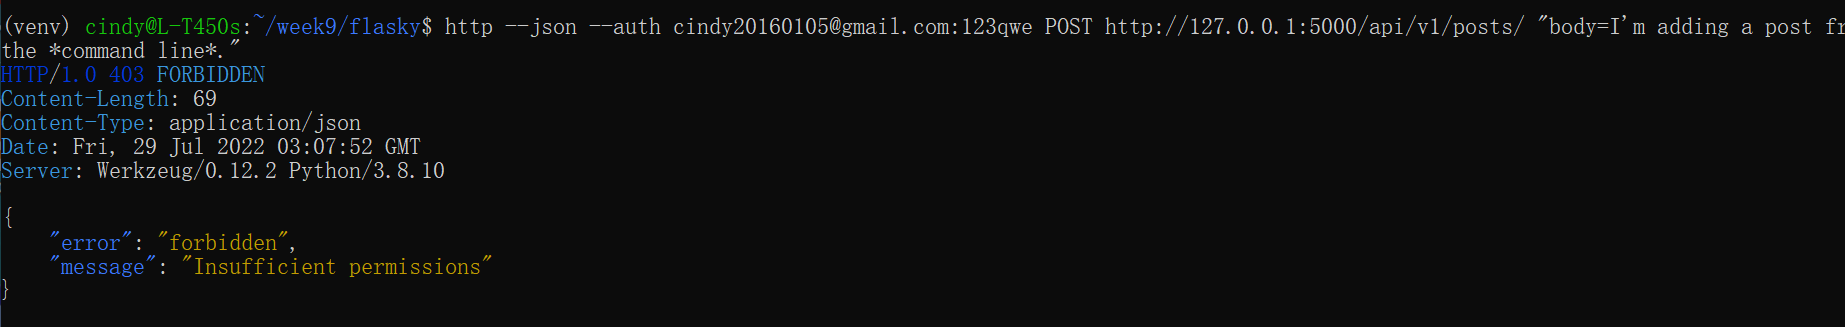 (venv) cindy@L-T450s:~/week9/flasky$ http --json --auth cindy20160105@gmail.com:123qwe POST http://127.0.0.1:5000/api/v1/posts/ "body=I'm adding a post fr
the *command line*."
HTTP/1.0 403 FORBIDDEN
Content-Length: 69
Content-Type: application/json
Date: Fri, 29 Jul 2022 03:07:52 GMT
Server: Werkzeug/0.12.2 Python/3.8.10
{
"error": "forbidden",
"message": "Insufficient permissions"
}